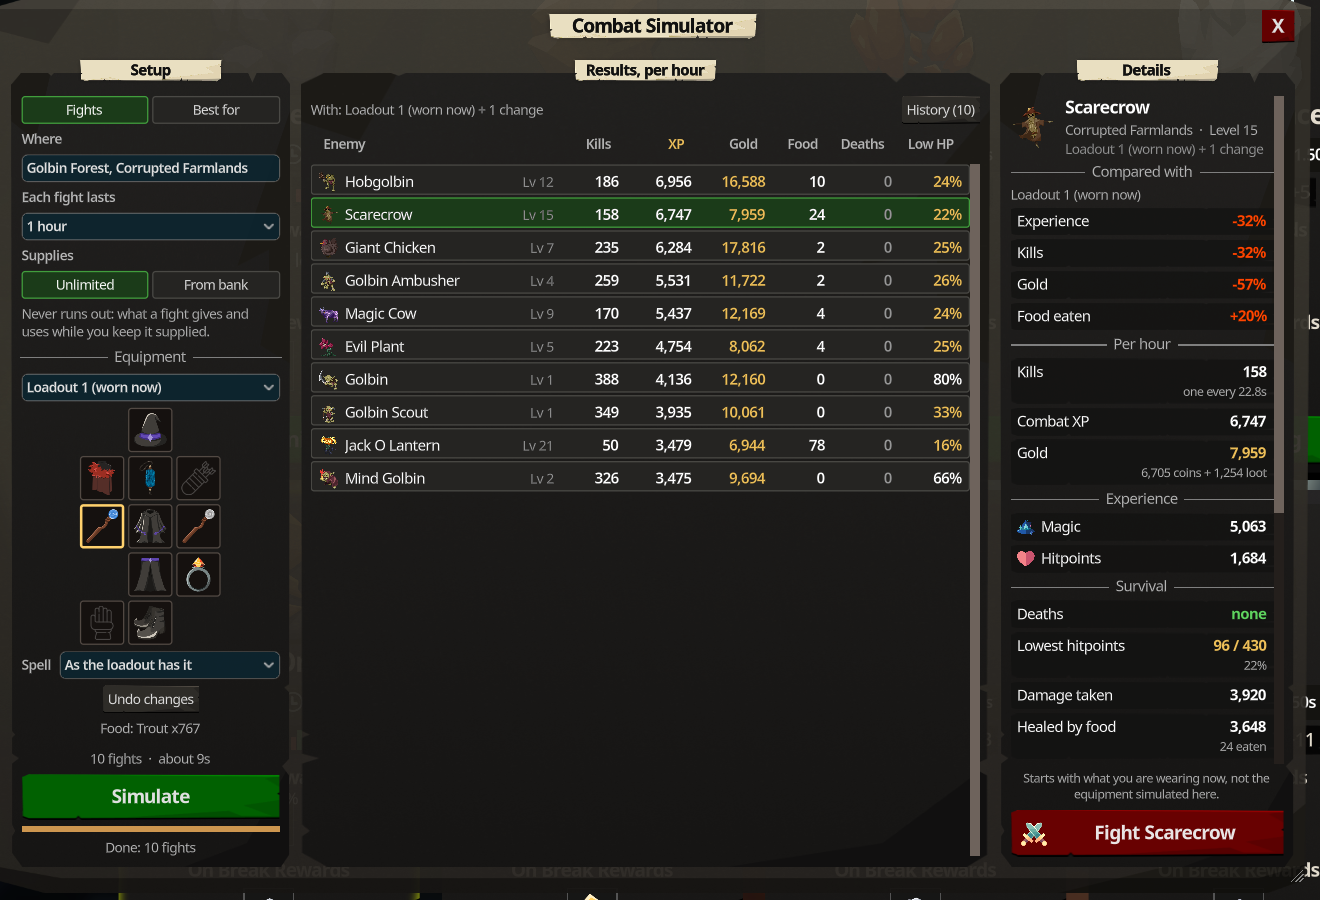 Combat Simulator
X
Setup
Fights
Best for
Where
Golbin Forest, Corrupted Farmlands
Each fight lasts
1 hour
Supplies
Unlimited
From bank
Never runs out: what a fight gives and
uses while you keep it supplied.
Equipment
Loadout 1 (worn now)
Spell
As the loadout has it
Undo changes
Food: Trout x767
10 fights · about 9s
Simulate
Done: 10 fights
Results, per hour
With: Loadout 1 (worn now) + 1 change
History (10)
Enemy Kills XP Gold Food Deaths Low HP
Hobgolbin Lv 12 186 6,956 16,588 10 0 24%
Scarecrow Lv 15 158 6,747 7,959 24 0 22%
Giant Chicken Lv 7 235 6,284 17,816 2 0 25%
Golbin Ambusher Lv 4 259 5,531 11,722 2 0 26%
Magic Cow Lv 9 170 5,437 12,169 4 0 24%
Evil Plant Lv 5 223 4,754 8,062 4 0 25%
Golbin Lv 1 388 4,136 12,160 0 0 80%
Golbin Scout Lv 1 349 3,935 10,061 0 0 33%
Jack O Lantern Lv 21 50 3,479 6,944 78 0 16%
Mind Golbin Lv 2 326 3,475 9,694 0 0 66%
Details
Scarecrow
Corrupted Farmlands · Level 15
Loadout 1 (worn now) + 1 change
Compared with
Loadout 1 (worn now)
Experience -32%
Kills -32%
Gold -57%
Food eaten +20%
Per hour
Kills 158
one every 22.8s
Combat XP 6,747
Gold 7,959
6,705 coins + 1,254 loot
Experience
Magic 5,063
Hitpoints 1,684
Survival
Deaths none
Lowest hitpoints 96 / 430
22%
Damage taken 3,920
Healed by food 3,648
24 eaten
Starts with what you are wearing now, not the
equipment simulated here.
Fight Scarecrow
On Break Rewards
On Break Rewards
On Break Rewards